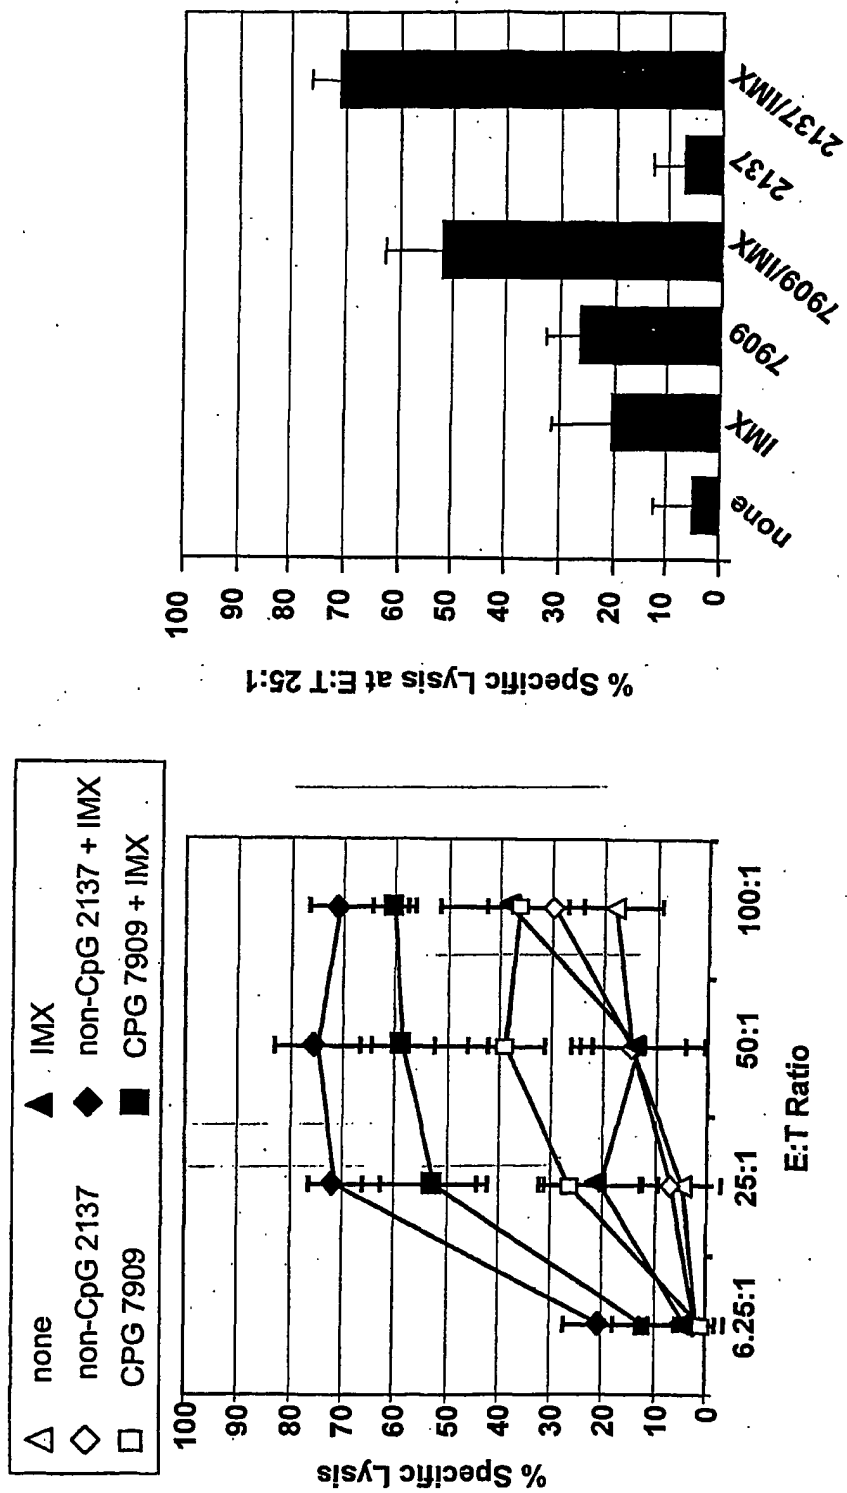 none
IMX
non-CpG 2137
non-CpG 2137 + IMX
CPG 7909
CPG 7909 + IMX
% Specific Lysis
100
90
80
70
60
50
40
30
20
10
0
6.25:1
25:1
50:1
100:1
E:T Ratio
% Specific Lysis at E:T 25:1
100
90
80
70
60
50
40
30
20
10
0
none
IMX
7909
7909/IMX
2137
2137/IMX